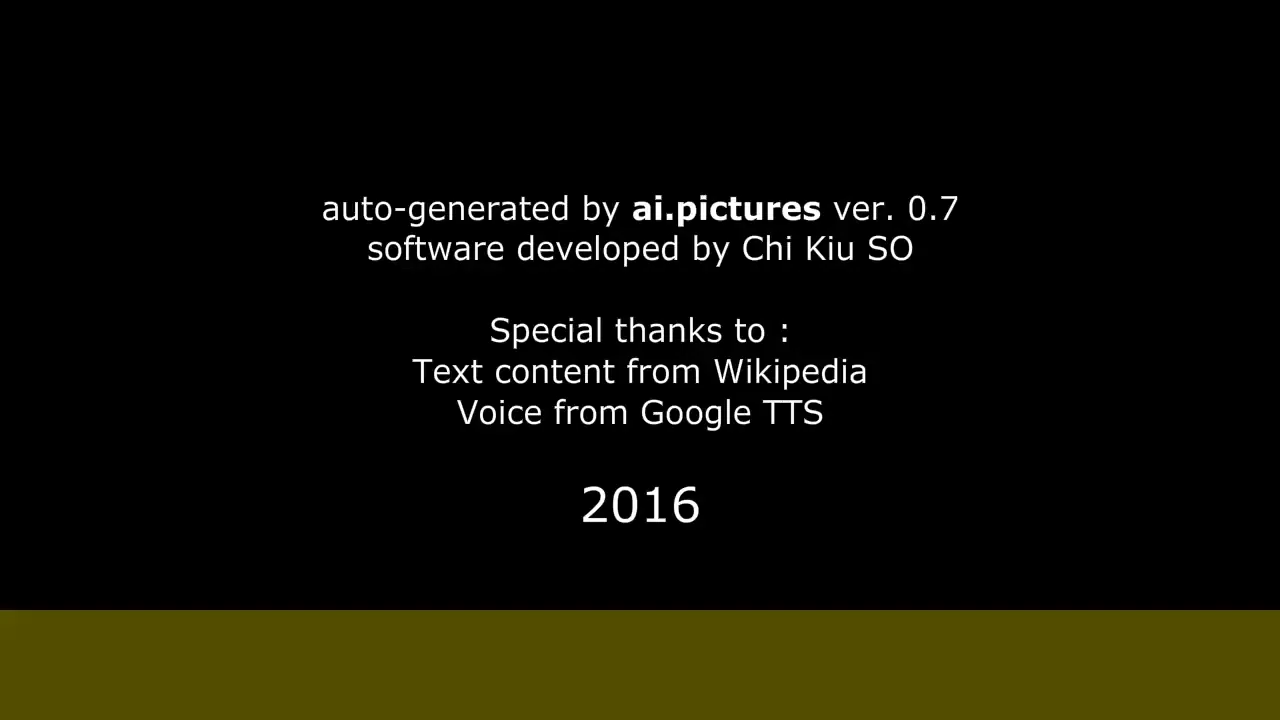 auto-generated by ai.pictures ver. 0.7
software developed by Chi Kiu SO
Special thanks to :
Text content from Wikipedia
Voice from Google TTS
2016